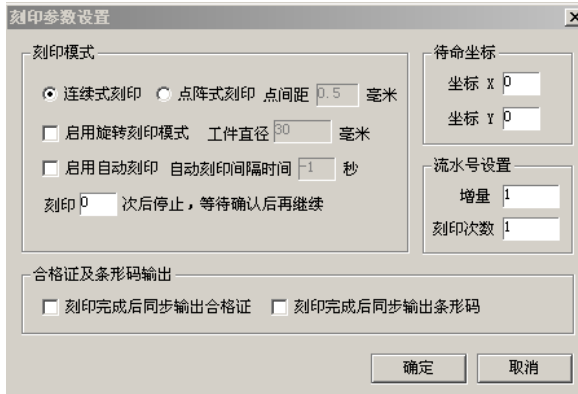 刻印参数设置
刻印模式
连续式刻印 点阵式刻印 点间距 0.5 毫米
启用旋转刻印模式 工件直径 30 毫米
启用自动刻印 自动刻印间隔时间 -1 秒
刻印 0 次后停止，等待确认后再继续
待命坐标
坐标 X 0
坐标 Y 0
流水号设置
增量 1
刻印次数 1
合格证及条形码输出
刻印完成后同步输出合格证 刻印完成后同步输出条形码
确定 取消